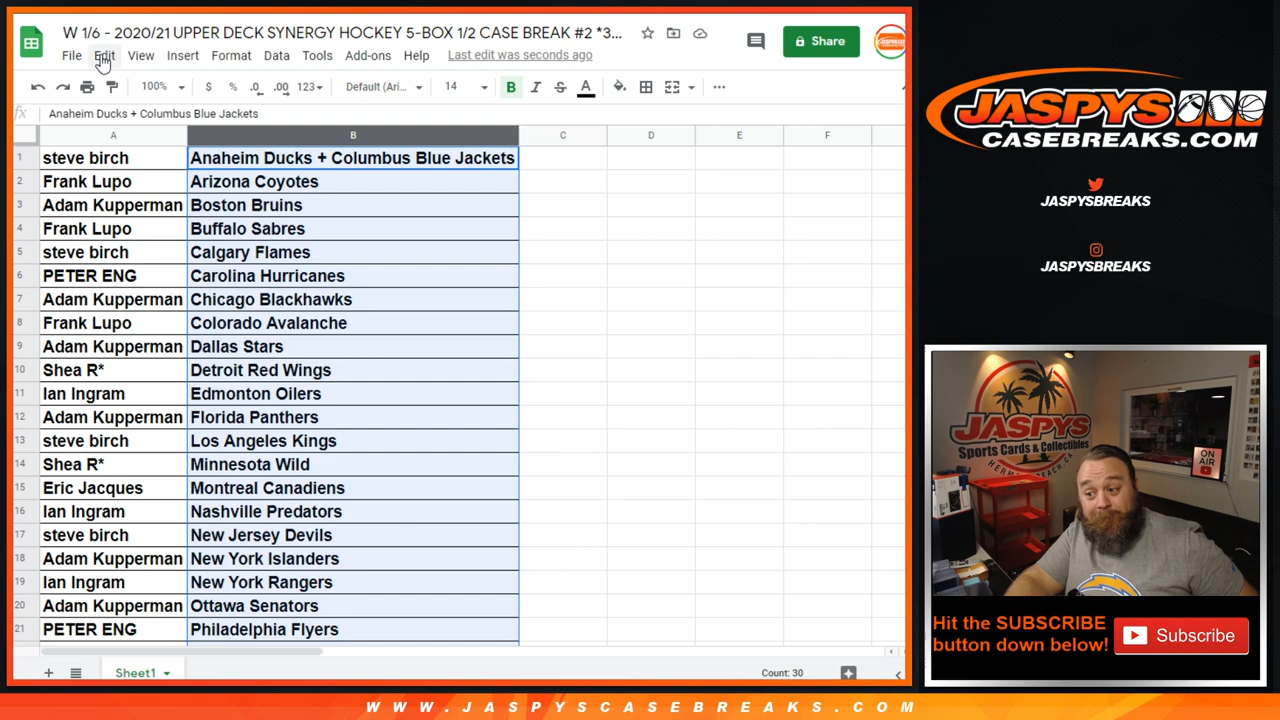 W 1/6 - 2020/21 UPPER DECK SYNERGY HOCKEY 5-BOX 1/2 CASE BREAK #2 *3...
Share
File Edit View Insert Format Data Tools Add-ons Help Last edit was seconds ago
100% $ % .0 .00 123 Default (Ari... 14 B I S A
fx Anaheim Ducks + Columbus Blue Jackets
A B C D E F
1 steve birch Anaheim Ducks + Columbus Blue Jackets
2 Frank Lupo Arizona Coyotes
3 Adam Kupperman Boston Bruins
4 Frank Lupo Buffalo Sabres
5 steve birch Calgary Flames
6 PETER ENG Carolina Hurricanes
7 Adam Kupperman Chicago Blackhawks
8 Frank Lupo Colorado Avalanche
9 Adam Kupperman Dallas Stars
10 Shea R* Detroit Red Wings
11 Ian Ingram Edmonton Oilers
12 Adam Kupperman Florida Panthers
13 steve birch Los Angeles Kings
14 Shea R* Minnesota Wild
15 Eric Jacques Montreal Canadiens
16 Ian Ingram Nashville Predators
17 steve birch New Jersey Devils
18 Adam Kupperman New York Islanders
19 Ian Ingram New York Rangers
20 Adam Kupperman Ottawa Senators
21 PETER ENG Philadelphia Flyers
Sheet1
Count: 30
JASPYS
CASEBREAKS.COM
JASPYSBREAKS
JASPYSBREAKS
JASPYS
Sports Cards & Collectibles
HERMOSA BEACH, CA
ON
AIR
Hit the SUBSCRIBE
button down below!
Subscribe
WWW.JASPYSCASEBREAKS.COM